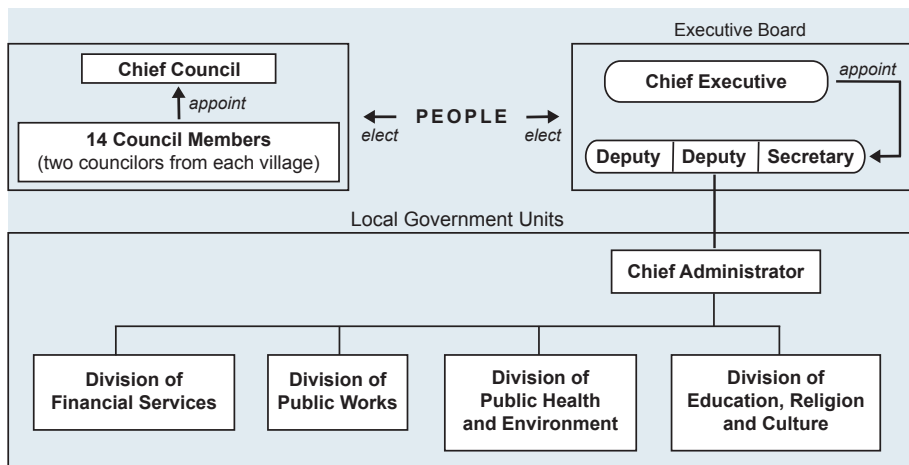 Executive Board
Chief Council
appoint
14 Council Members
(two councilors from each village)
elect
PEOPLE
elect
Chief Executive
appoint
Deputy
Deputy
Secretary
Local Government Units
Chief Administrator
Division of
Financial Services
Division of
Public Works
Division of
Public Health
and Environment
Division of
Education, Religion
and Culture